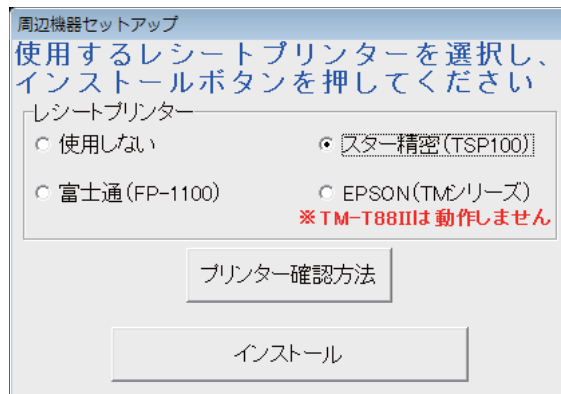 周辺機器セットアップ
使用するレシートプリンターを選択し、
インストールボタンを押してください
レシートプリンター
使用しない
スター精密(TSP100)
富士通(FP-1100)
EPSON(TMシリーズ)
※TM-T88IIは動作しません
プリンター確認方法
インストール